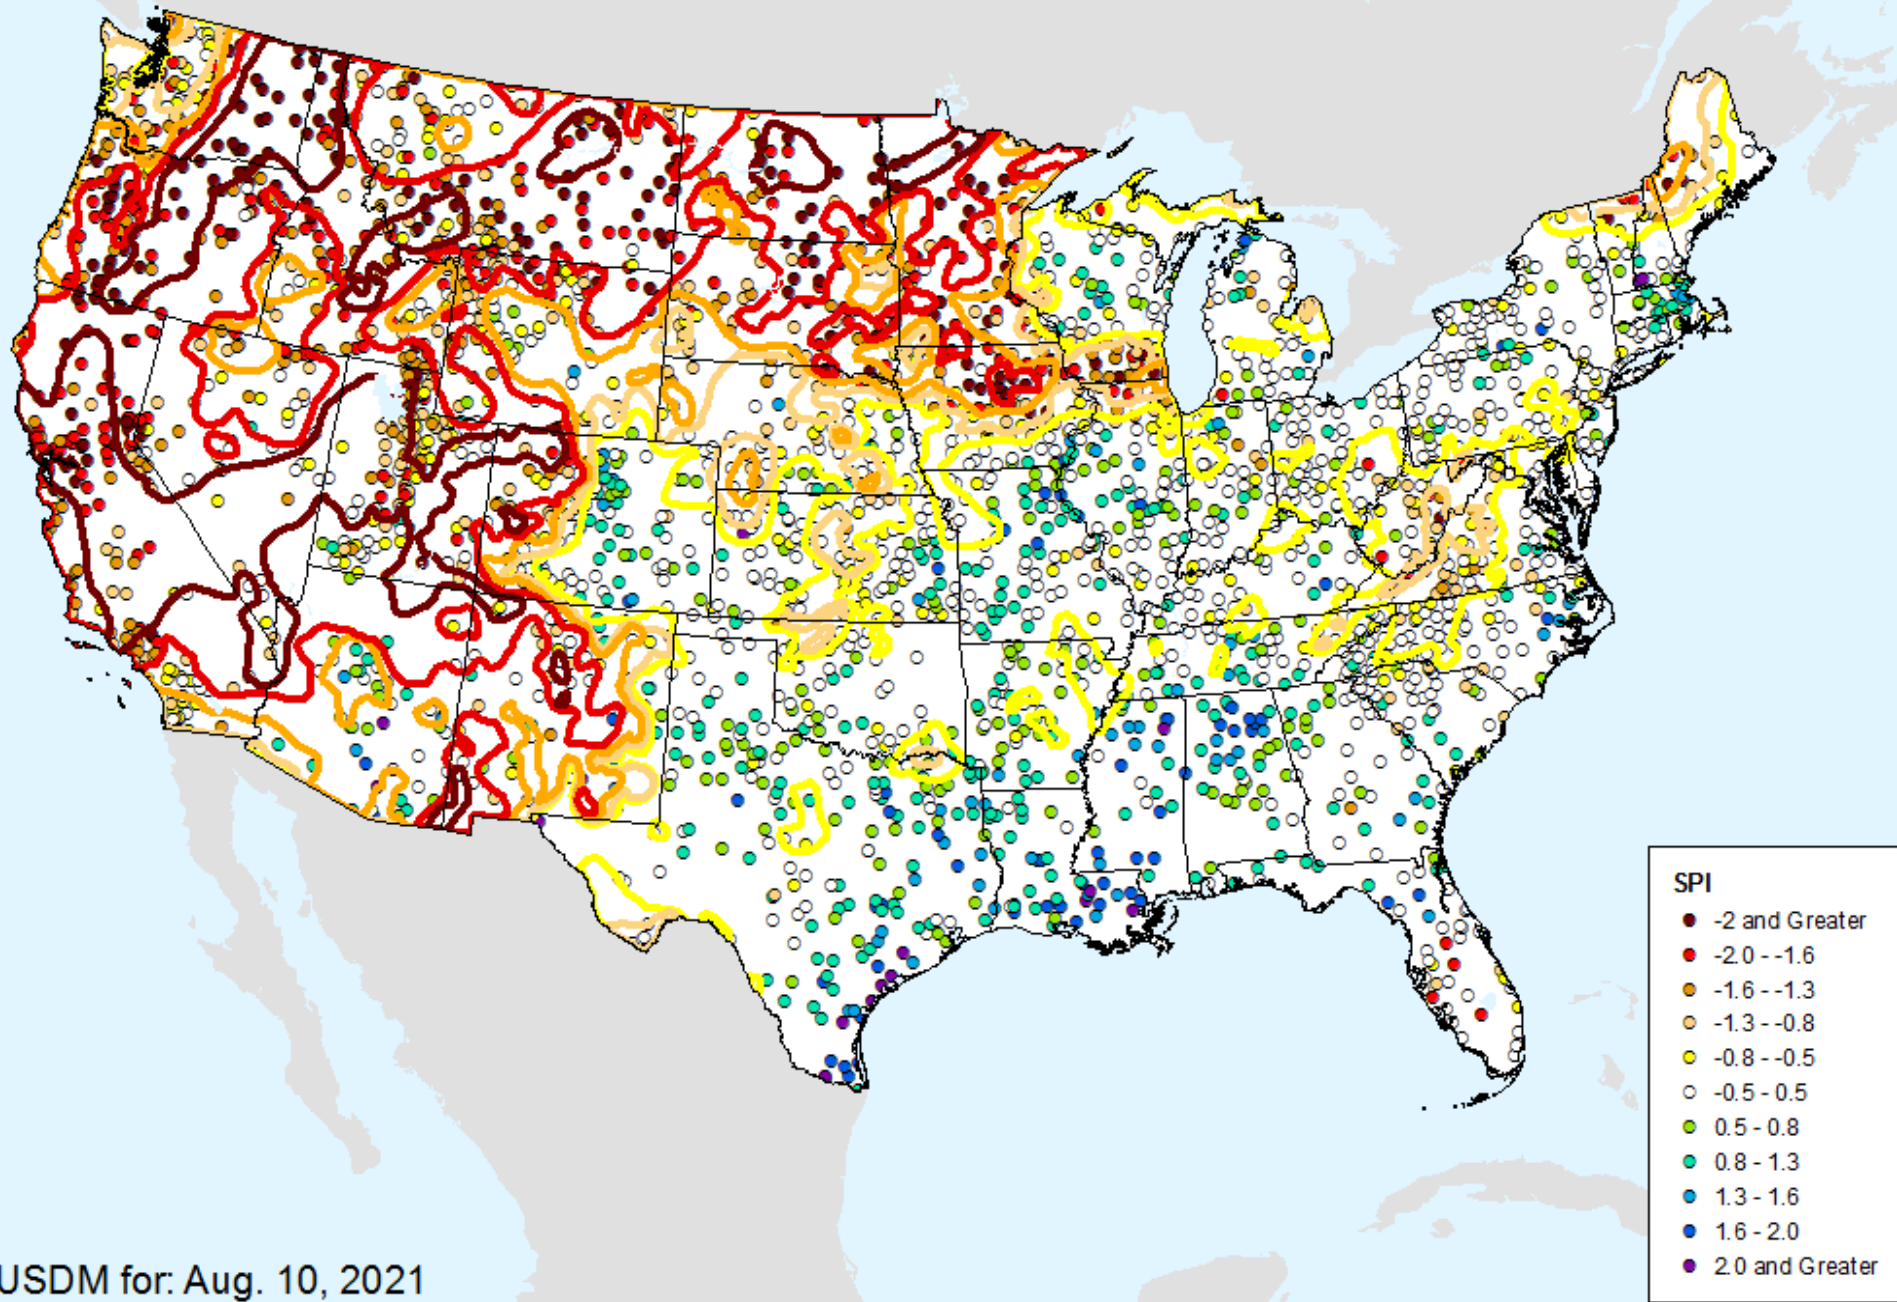 SPI
-2 and Greater
-2.0 - -1.6
-1.6 - -1.3
-1.3 - -0.8
-0.8 - -0.5
-0.5 - 0.5
0.5 - 0.8
0.8 - 1.3
1.3 - 1.6
1.6 - 2.0
2.0 and Greater
USDM for: Aug. 10, 2021